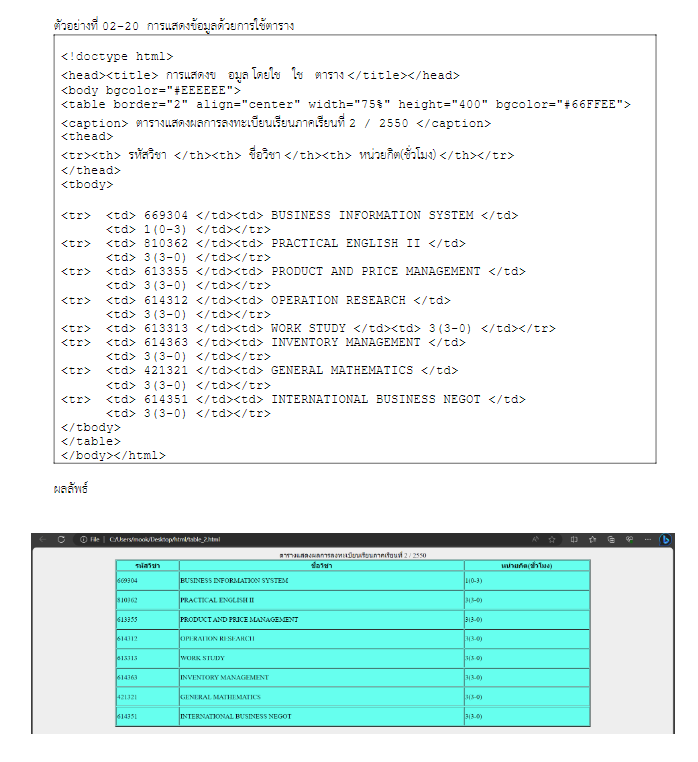 ตัวอย่างที่ 02-20 การแสดงข้อมูลด้วยการใช้ตาราง
<!doctype html>
<head><title> การแสดงข อมูล โดยใช ใช ตาราง </title></head>
<body bgcolor="#EEEEEE">
<table border="2" align="center" width="75%" height="400" bgcolor="#66FFEE">
<caption> ตารางแสดงผลการลงทะเบียนเรียนภาคเรียนที่ 2 / 2550 </caption>
<thead>
<tr><th> รหัสวิชา </th><th> ชื่อวิชา </th><th> หน่วยกิต(ชั่วโมง) </th></tr>
</thead>
<tbody>
<tr> <td> 669304 </td><td> BUSINESS INFORMATION SYSTEM </td>
<td> 1(0-3) </td></tr>
<tr> <td> 810362 </td><td> PRACTICAL ENGLISH II </td>
<td> 3(3-0) </td></tr>
<tr> <td> 613355 </td><td> PRODUCT AND PRICE MANAGEMENT </td>
<td> 3(3-0) </td></tr>
<tr> <td> 614312 </td><td> OPERATION RESEARCH </td>
<td> 3(3-0) </td></tr>
<tr> <td> 613313 </td><td> WORK STUDY </td><td> 3(3-0) </td></tr>
<tr> <td> 614363 </td><td> INVENTORY MANAGEMENT </td>
<td> 3(3-0) </td></tr>
<tr> <td> 421321 </td><td> GENERAL MATHEMATICS </td>
<td> 3(3-0) </td></tr>
<tr> <td> 614351 </td><td> INTERNATIONAL BUSINESS NEGOT </td>
<td> 3(3-0) </td></tr>
</tbody>
</table>
</body></html>
ผลลัพธ์
File | C:/Users/mook/Desktop/html/table_2.html
ตารางแสดงผลการลงทะเบียนเรียนภาคเรียนที่ 2 / 2550
รหัสวิชา ชื่อวิชา หน่วยกิต(ชั่วโมง)
669304 BUSINESS INFORMATION SYSTEM 1(0-3)
810362 PRACTICAL ENGLISH II 3(3-0)
613355 PRODUCT AND PRICE MANAGEMENT 3(3-0)
614312 OPERATION RESEARCH 3(3-0)
613313 WORK STUDY 3(3-0)
614363 INVENTORY MANAGEMENT 3(3-0)
421321 GENERAL MATHEMATICS 3(3-0)
614351 INTERNATIONAL BUSINESS NEGOT 3(3-0)